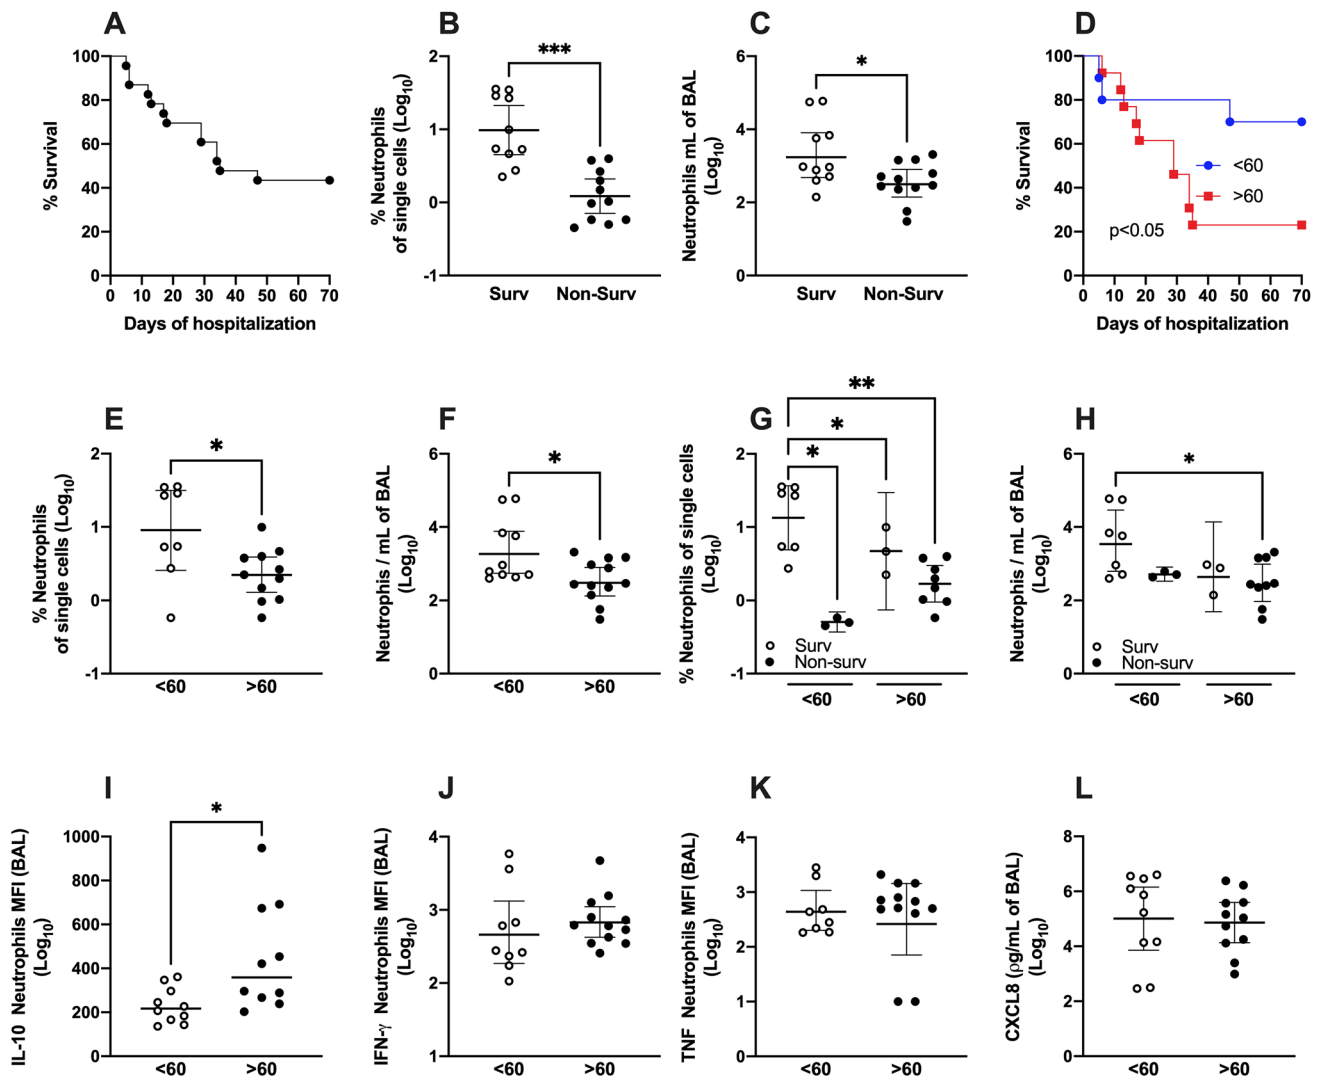 A
% Survival
100
80
60
40
20
0
0 10 20 30 40 50 60 70
Days of hospitalization
B
% Neutrophils
of single cells (Log10)
2
1
0
-1
***
Surv Non-Surv
C
Neutrophils mL of BAL
(Log10)
6
4
2
0
*
Surv Non-Surv
D
% Survival
100
80
60
40
20
0
<60
>60
p<0.05
0 10 20 30 40 50 60 70
Days of hospitalization
E
% Neutrophils
of single cells (Log10)
2
1
0
-1
*
<60 >60
F
Neutrophis / mL of BAL
(Log10)
6
4
2
0
*
<60 >60
G
% Neutrophils of single cells
(Log10)
2
1
0
-1
**
*
*
Surv
Non-surv
<60 >60
H
Neutrophis / mL of BAL
(Log10)
6
4
2
0
*
Surv
Non-surv
<60 >60
I
IL-10 Neutrophils MFI (BAL)
(Log10)
1000
800
600
400
200
0
*
<60 >60
J
IFN-γ Neutrophils MFI (BAL)
(Log10)
4
3
2
1
<60 >60
K
TNF Neutrophils MFI (BAL)
(Log10)
4
3
2
1
0
<60 >60
L
CXCL8 (ρg/mL of BAL)
(Log10)
8
6
4
2
0
<60 >60